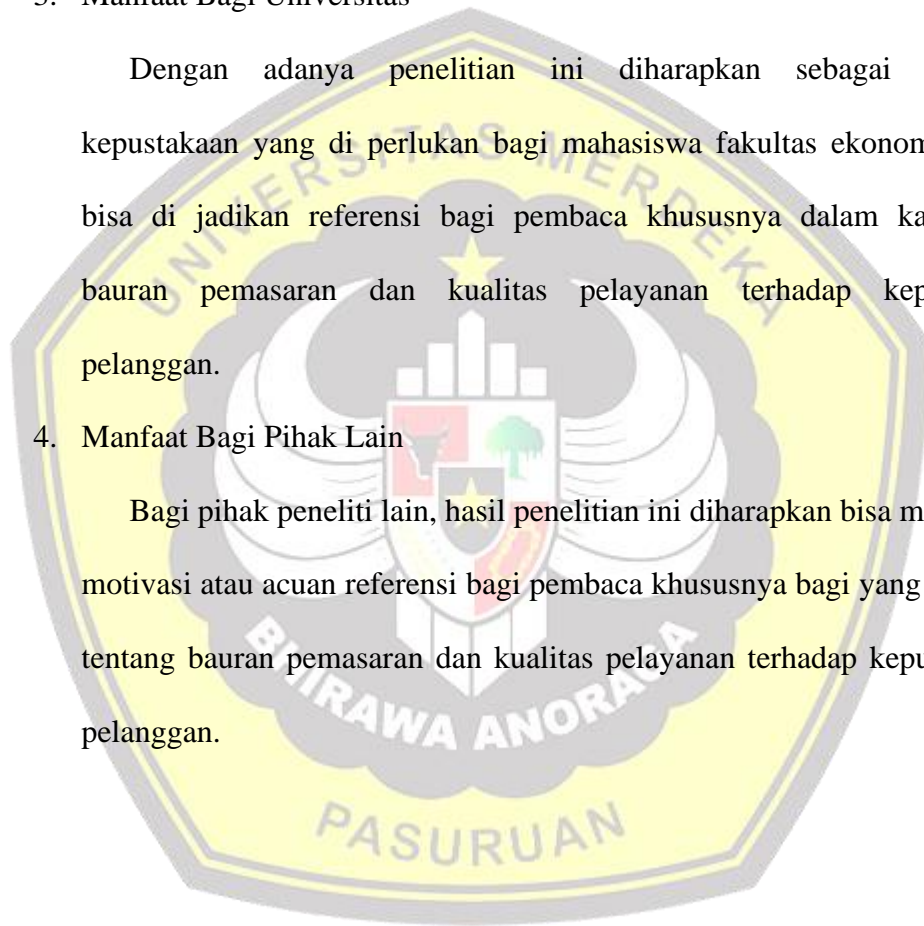 3. Manfaat Bagi Universitas
Dengan adanya penelitian ini diharapkan sebagai
kepustakaan yang di perlukan bagi mahasiswa fakultas ekonom
bisa di jadikan referensi bagi pembaca khususnya dalam ka
bauran pemasaran dan kualitas pelayanan terhadap kep
pelanggan.
4. Manfaat Bagi Pihak Lain
Bagi pihak peneliti lain, hasil penelitian ini diharapkan bisa m
motivasi atau acuan referensi bagi pembaca khususnya bagi yang
tentang bauran pemasaran dan kualitas pelayanan terhadap kepu
pelanggan.
UNIVERSITAS MERDEKA
BHIRAWA ANORAGA
PASURUAN